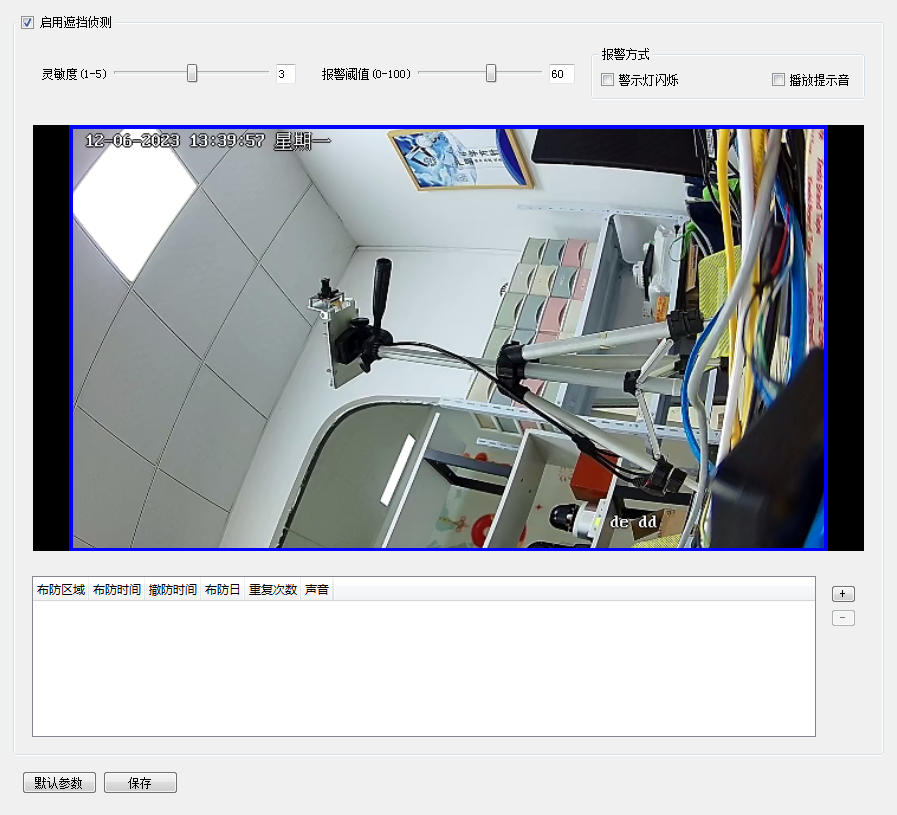 启用遮挡侦测
报警方式
灵敏度(1-5) 3 报警阈值(0-100) 60
警示灯闪烁 播放提示音
12-06-2023 13:39:57 星期一
de dd
布防区域 布防时间 撤防时间 布防日 重复次数 声音
+
-
默认参数 保存